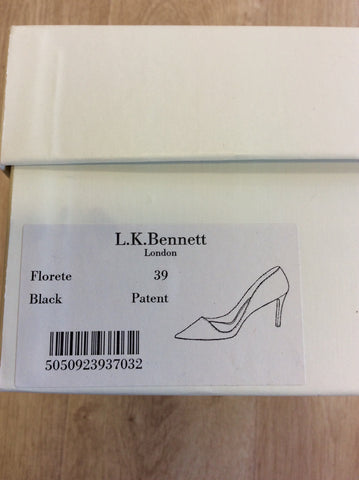 L.K.Bennett
London
Florete 39
Black Patent
5050923937032